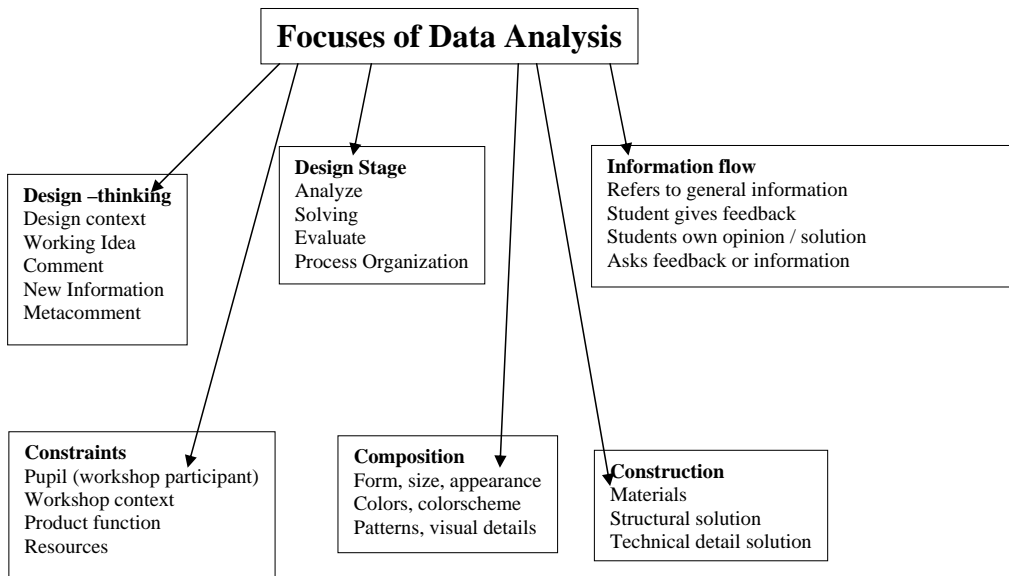 Focuses of Data Analysis
Design –thinking
Design context
Working Idea
Comment
New Information
Metacomment
Design Stage
Analyze
Solving
Evaluate
Process Organization
Information flow
Refers to general information
Student gives feedback
Students own opinion / solution
Asks feedback or information
Constraints
Pupil (workshop participant)
Workshop context
Product function
Resources
Composition
Form, size, appearance
Colors, colorscheme
Patterns, visual details
Construction
Materials
Structural solution
Technical detail solution